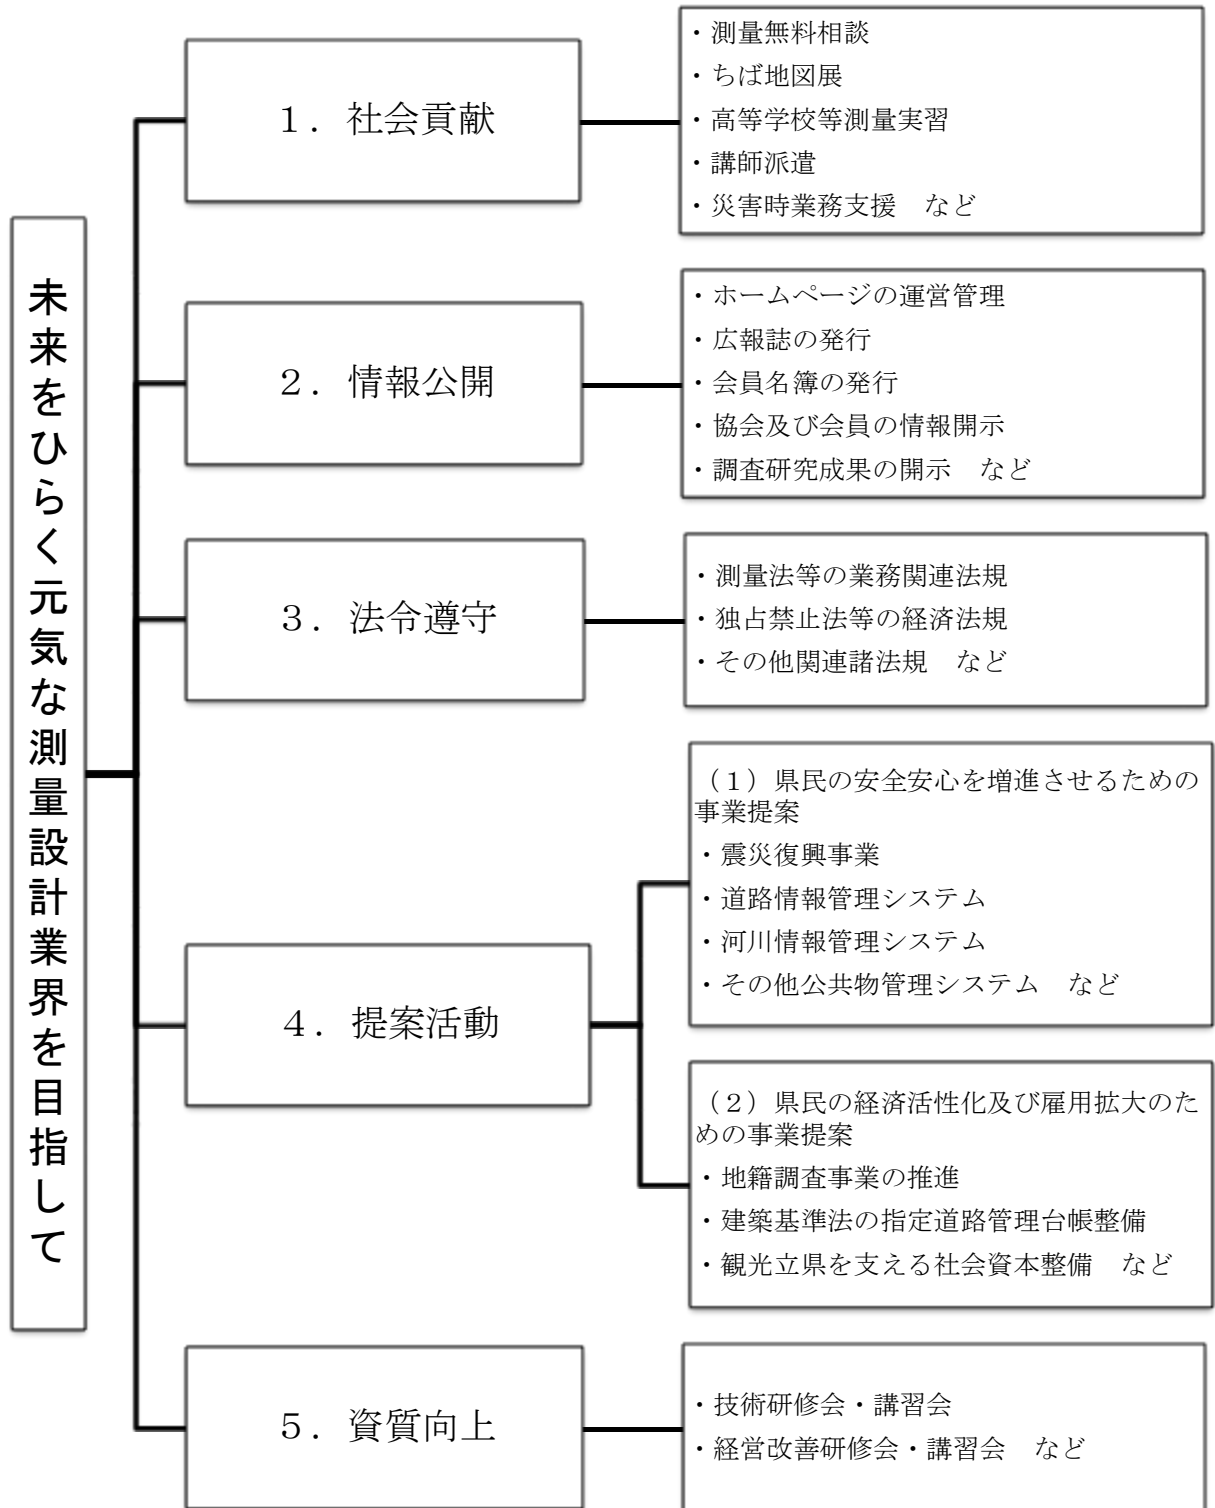 未来をひらく元気な測量設計業界を目指して
１．社会貢献
・測量無料相談
・ちば地図展
・高等学校等測量実習
・講師派遣
・災害時業務支援　など
２．情報公開
・ホームページの運営管理
・広報誌の発行
・会員名簿の発行
・協会及び会員の情報開示
・調査研究成果の開示　など
３．法令遵守
・測量法等の業務関連法規
・独占禁止法等の経済法規
・その他関連諸法規　など
４．提案活動
（１）県民の安全安心を増進させるための
事業提案
・震災復興事業
・道路情報管理システム
・河川情報管理システム
・その他公共物管理システム　など
（２）県民の経済活性化及び雇用拡大のた
めの事業提案
・地籍調査事業の推進
・建築基準法の指定道路管理台帳整備
・観光立県を支える社会資本整備　など
５．資質向上
・技術研修会・講習会
・経営改善研修会・講習会　など